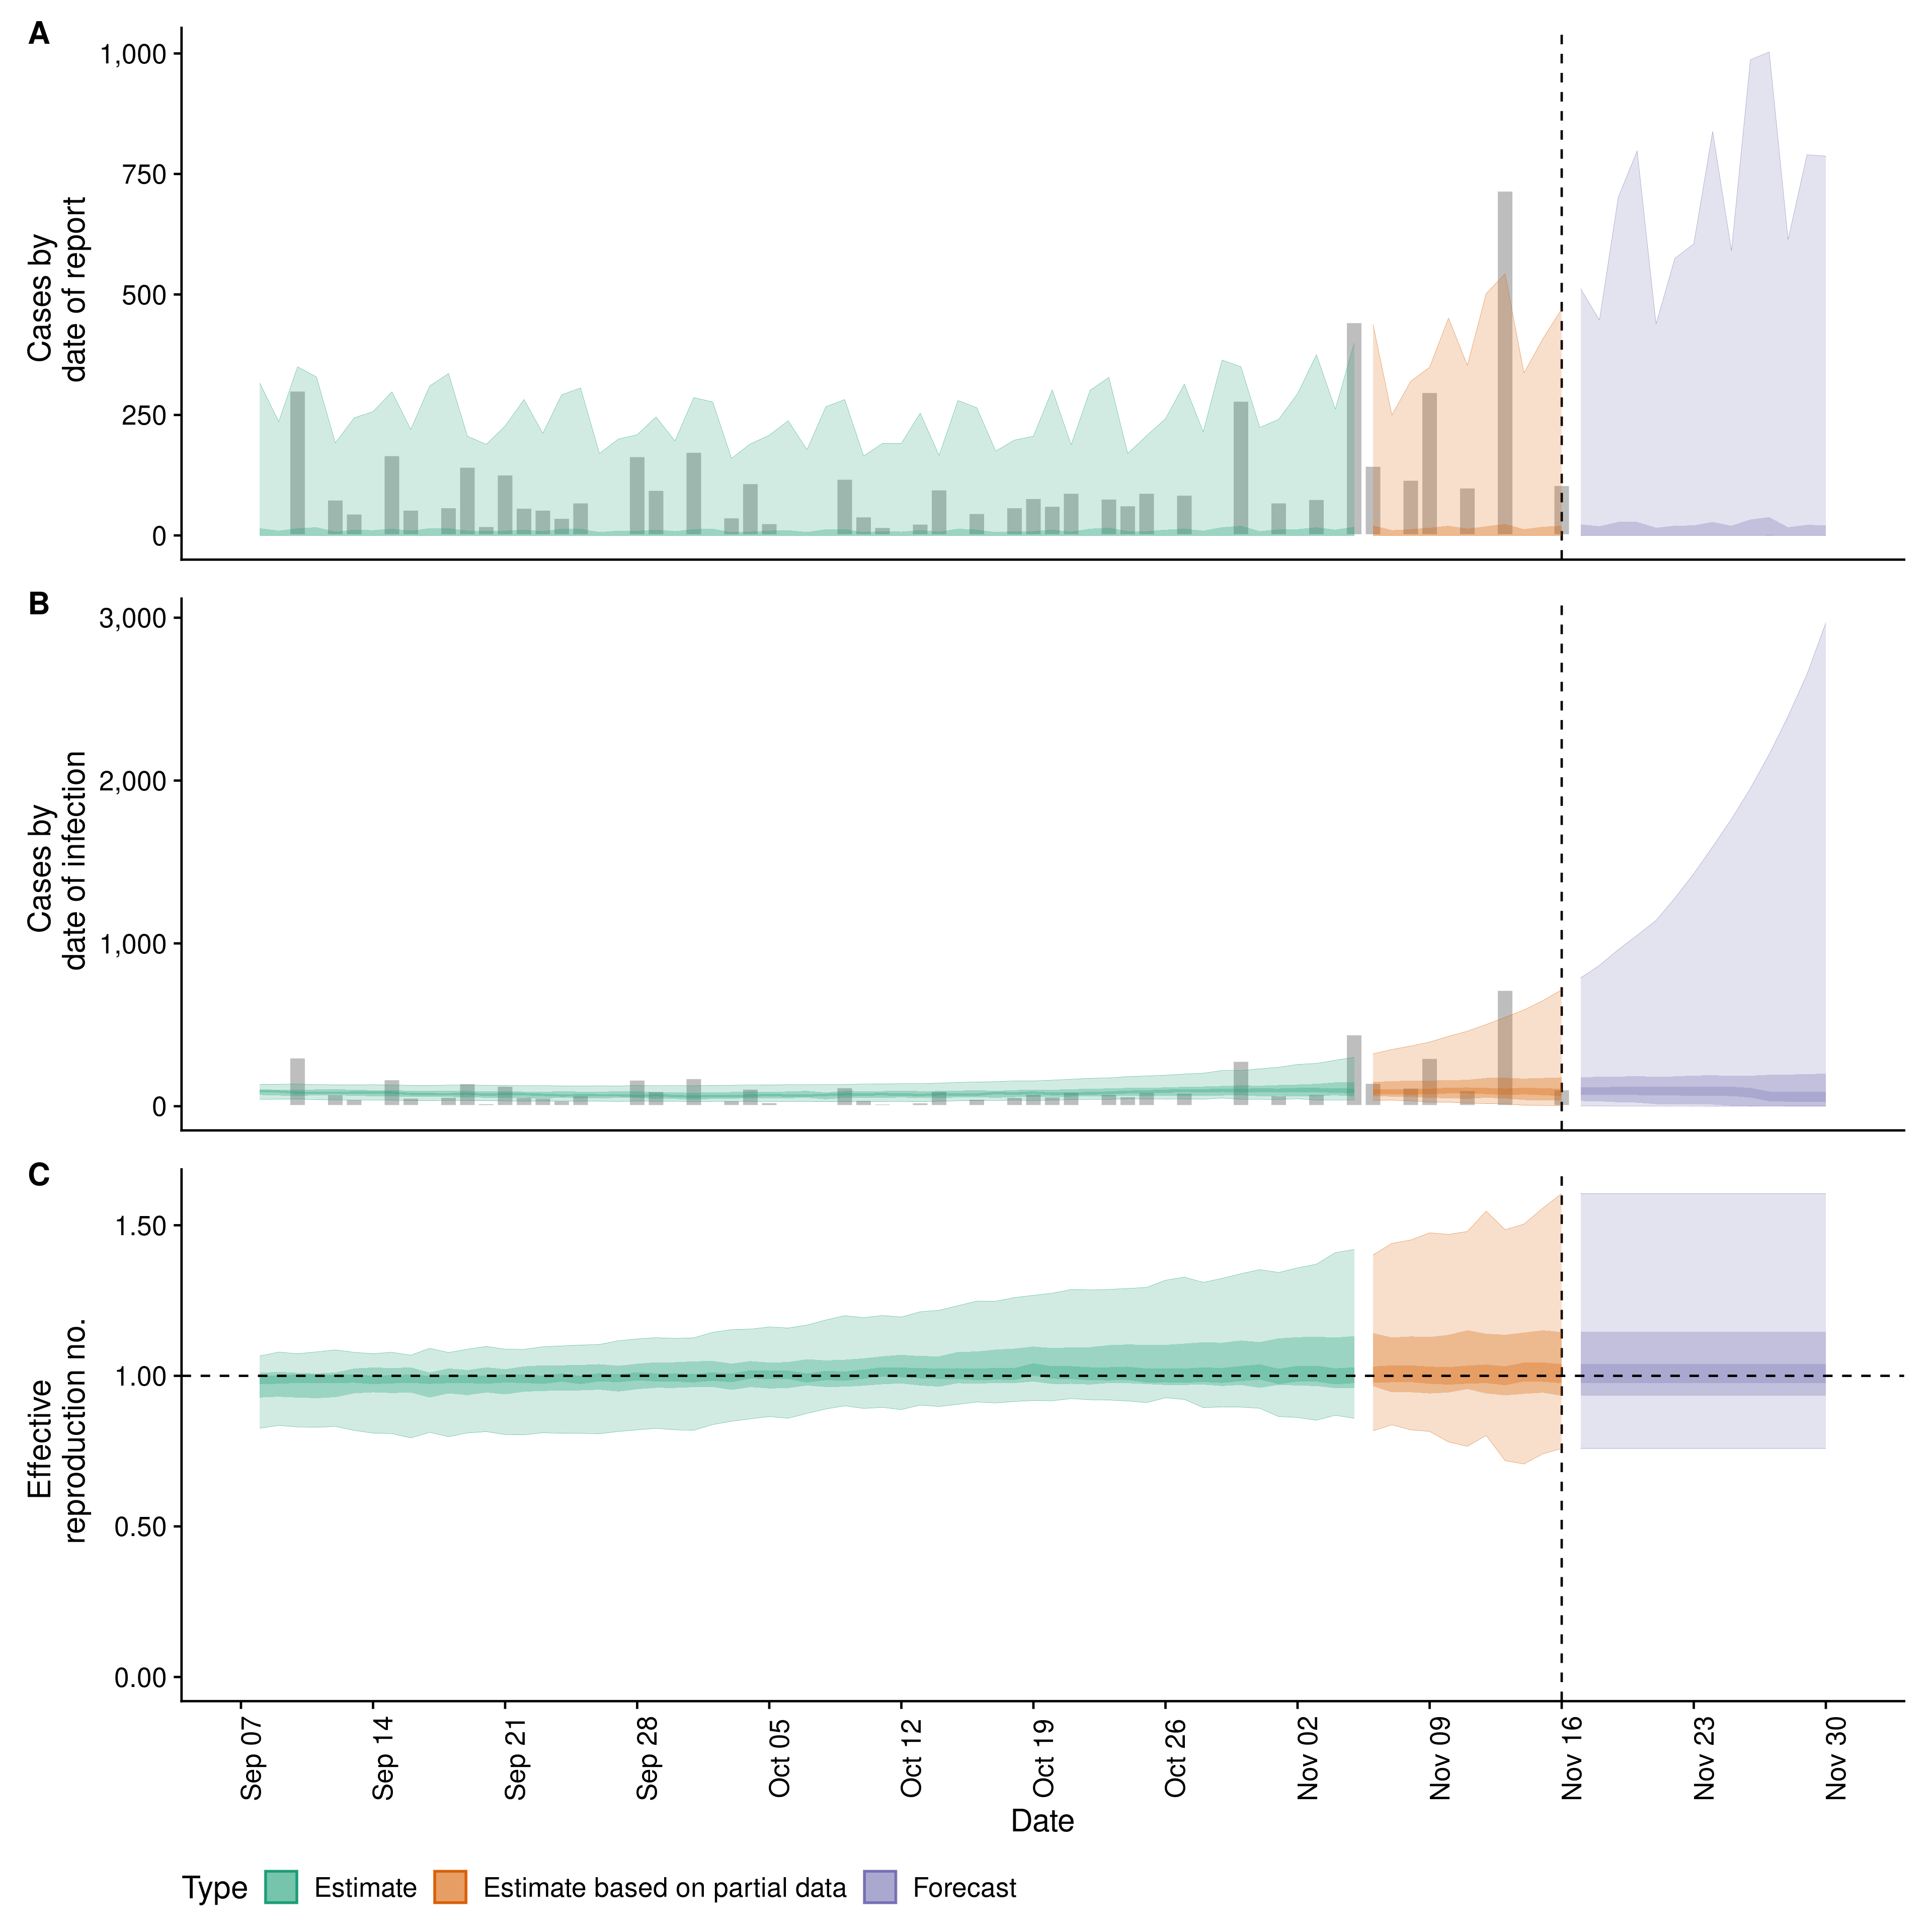 A
Cases by
date of report
1,000
750
500
250
0
B
Cases by
date of infection
3,000
2,000
1,000
0
C
Effective
reproduction no.
1.50
1.00
0.50
0.00
Sep 07
Sep 14
Sep 21
Sep 28
Oct 05
Oct 12
Oct 19
Oct 26
Nov 02
Nov 09
Nov 16
Nov 23
Nov 30
Date
Type Estimate Estimate based on partial data Forecast